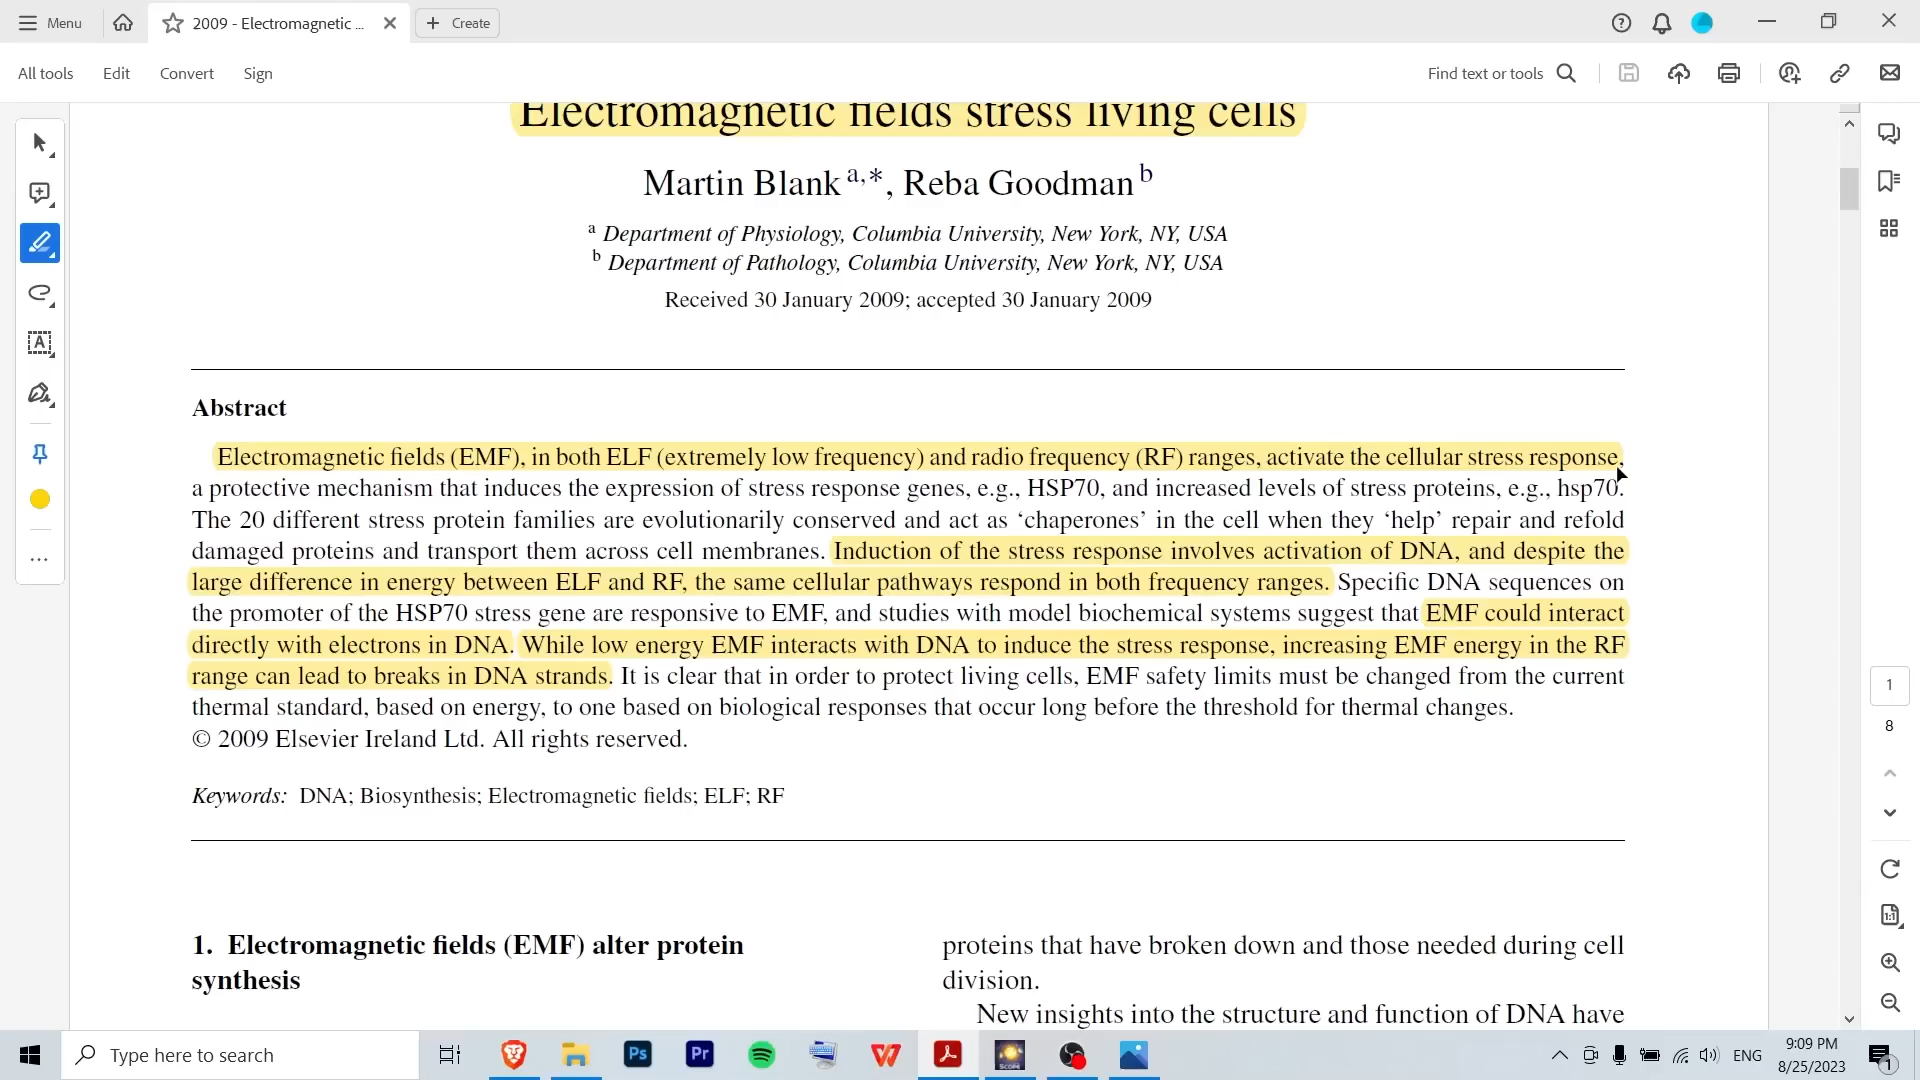 Menu
2009 - Electromagnetic ...
Create
All tools
Edit
Convert
Sign
Find text or tools
Electromagnetic fields stress living cells
Martin Blank a,*, Reba Goodman b
a Department of Physiology, Columbia University, New York, NY, USA
b Department of Pathology, Columbia University, New York, NY, USA
Received 30 January 2009; accepted 30 January 2009
Abstract
Electromagnetic fields (EMF), in both ELF (extremely low frequency) and radio frequency (RF) ranges, activate the cellular stress response,
a protective mechanism that induces the expression of stress response genes, e.g., HSP70, and increased levels of stress proteins, e.g., hsp70.
The 20 different stress protein families are evolutionarily conserved and act as ‘chaperones’ in the cell when they ‘help’ repair and refold
damaged proteins and transport them across cell membranes. Induction of the stress response involves activation of DNA, and despite the
large difference in energy between ELF and RF, the same cellular pathways respond in both frequency ranges. Specific DNA sequences on
the promoter of the HSP70 stress gene are responsive to EMF, and studies with model biochemical systems suggest that EMF could interact
directly with electrons in DNA. While low energy EMF interacts with DNA to induce the stress response, increasing EMF energy in the RF
range can lead to breaks in DNA strands. It is clear that in order to protect living cells, EMF safety limits must be changed from the current
thermal standard, based on energy, to one based on biological responses that occur long before the threshold for thermal changes.
© 2009 Elsevier Ireland Ltd. All rights reserved.
Keywords: DNA; Biosynthesis; Electromagnetic fields; ELF; RF
1. Electromagnetic fields (EMF) alter protein
synthesis
proteins that have broken down and those needed during cell
division.
New insights into the structure and function of DNA have
1
8
Type here to search
Ps
Pr
SCOPE
ENG
9:09 PM
8/25/2023
1